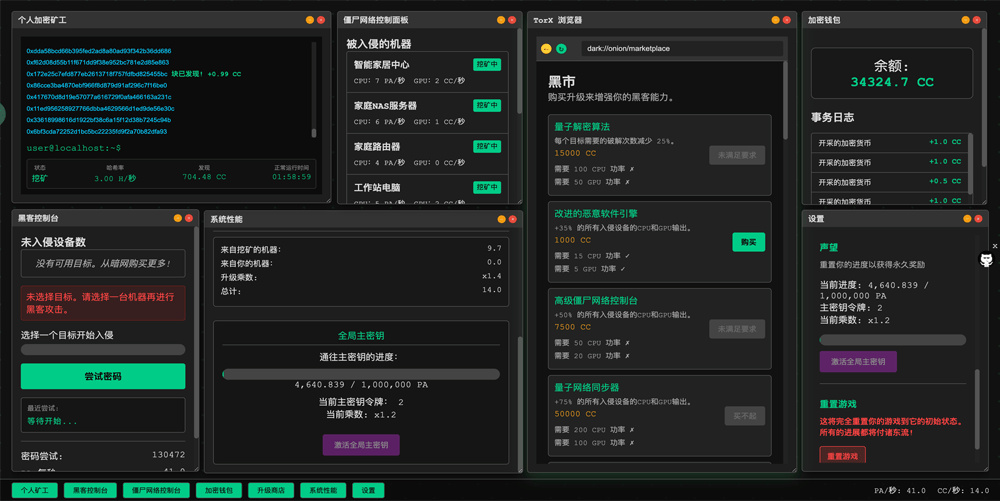 个人加密矿工
0xdda58bcd66b395fed2ad8a80ad93f342b36dd686
0xf62d08d55b11f671dd9f38e952bc781e2d85e863
0x172e25c7efd877eb2613718f757fdfbd825455bc 块已发现! +0.99 CC
0x86cce3ba4870ebf966ff8d879d91af296c7f16be0
0x417670d8d19e57077a616729f0afa466163a231c
0x11ed956258927766dbba4629566d1ed9de56e30c
0x33618998616d1922bf38c6a15f12d38b7245c94b
0x6bf3cda72252d1bc5bc22235fd9f2a70b82dfa93
user@localhost:~$
状态 哈希率 发现 正常运行时间
挖矿 3.00 H/秒 704.48 CC 01:58:59
僵尸网络控制面板
被入侵的机器
智能家居中心 挖矿中
CPU: 7 PA/秒 GPU: 2 CC/秒
家庭NAS服务器 挖矿中
CPU: 6 PA/秒 GPU: 1 CC/秒
家庭路由器 挖矿中
CPU: 4 PA/秒 GPU: 0 CC/秒
工作站电脑 挖矿中
TorX 浏览器
dark://onion/marketplace
黑市
购买升级来增强你的黑客能力。
量子解密算法
每个目标需要的破解次数减少 25%。
15000 CC
未满足要求
需要 100 CPU 功率 ✗
需要 50 GPU 功率 ✗
改进的恶意软件引擎
+35% 的所有入侵设备的CPU和GPU输出。
1000 CC
购买
需要 15 CPU 功率 ✓
需要 5 GPU 功率 ✓
高级僵尸网络控制台
+50% 的所有入侵设备的CPU和GPU输出。
7500 CC
未满足要求
需要 50 CPU 功率 ✗
需要 20 GPU 功率 ✗
量子网络同步器
+75% 的所有入侵设备的CPU和GPU输出。
50000 CC
买不起
需要 200 CPU 功率 ✗
需要 100 GPU 功率 ✗
加密钱包
余额:
34324.7 CC
事务日志
开采的加密货币 +1.0 CC
开采的加密货币 +1.0 CC
开采的加密货币 +0.5 CC
开采的加密货币 +1.0 CC
黑客控制台
未入侵设备数
没有可用目标。从暗网购买更多!
未选择目标。请选择一台机器再进行
黑客攻击。
选择一个目标开始入侵
尝试密码
最近尝试:
等待开始...
密码尝试: 130472
系统性能
来自挖矿的机器: 9.7
来自你的机器: 0.0
升级乘数: x1.4
总计: 14.0
全局主密钥
通往主密钥的进度:
4,640.839 / 1,000,000 PA
当前主密钥令牌: 2
当前乘数: x1.2
激活全局主密钥
设置
声望
重置你的进度以获得永久奖励
当前进度: 4,640.839 /
1,000,000 PA
主密钥令牌: 2
当前乘数: x1.2
激活全局主密钥
重置游戏
这将完全重置你的游戏到它的初始状态。
所有的进展都将付诸东流!
重置游戏
个人矿工 黑客控制台 僵尸网络控制台 加密钱包 升级商店 系统性能 设置
PA/秒: 41.0 CC/秒: 14.0